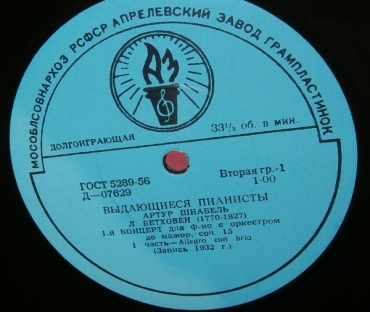 МОСОБЛСОВНАРХОЗ РСФСР АПРЕЛЕВСКИЙ ЗАВОД ГРАМПЛАСТИНОК
АЗ
ДОЛГОИГРАЮЩАЯ
33⅓ об. в мин.
ГОСТ 5289-56
Вторая гр.-1
Д—07629
1-00
ВЫДАЮЩИЕСЯ ПИАНИСТЫ
АРТУР ШНАБЕЛЬ
Л. БЕТХОВЕН (1770-1827)
1-й КОНЦЕРТ для ф-но с оркестром
до мажор, соч. 15
1 часть—Allegro con brio
(Запись 1932 г.)